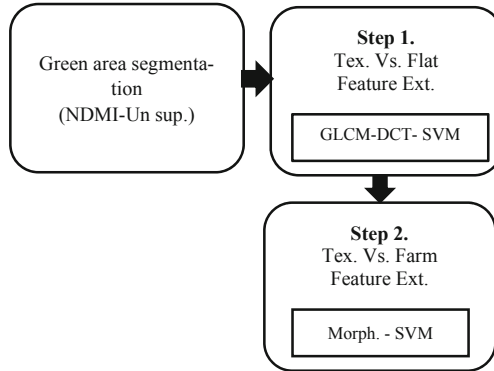 Green area segmenta-
tion
(NDMI-Un sup.)
Step 1.
Tex. Vs. Flat
Feature Ext.
GLCM-DCT- SVM
Step 2.
Tex. Vs. Farm
Feature Ext.
Morph. - SVM